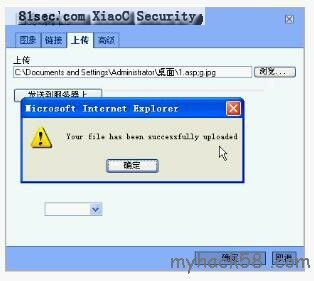 81sec.com XiaoC Security
图象 链接 上传 高级
上传
C:\Documents and Settings\Administrator\桌面\1.asp;g.jpg 浏览...
发送到服务器上
Microsoft Internet Explorer
Your file has been successfully uploaded
确定
确定 取消
myhack58.com